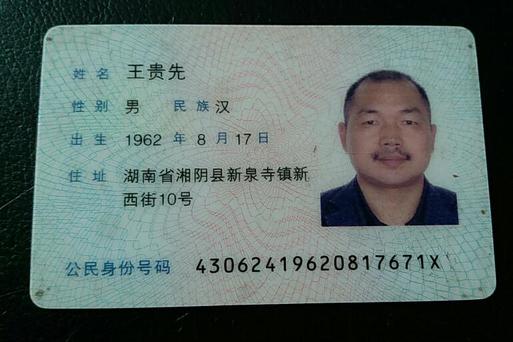 姓名 王贵先
性别 男 民族 汉
出生 1962 年 8 月 17 日
住址 湖南省湘阴县新泉寺镇新
西街10号
公民身份号码 43062419620817671X